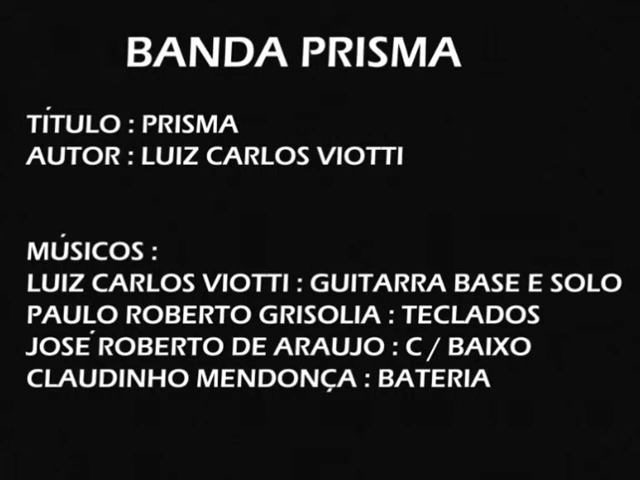 BANDA PRISMA
TÍTULO : PRISMA
AUTOR : LUIZ CARLOS VIOTTI
MÚSICOS :
LUIZ CARLOS VIOTTI : GUITARRA BASE E SOLO
PAULO ROBERTO GRISOLIA : TECLADOS
JOSÉ ROBERTO DE ARAUJO : C / BAIXO
CLAUDINHO MENDONÇA : BATERIA